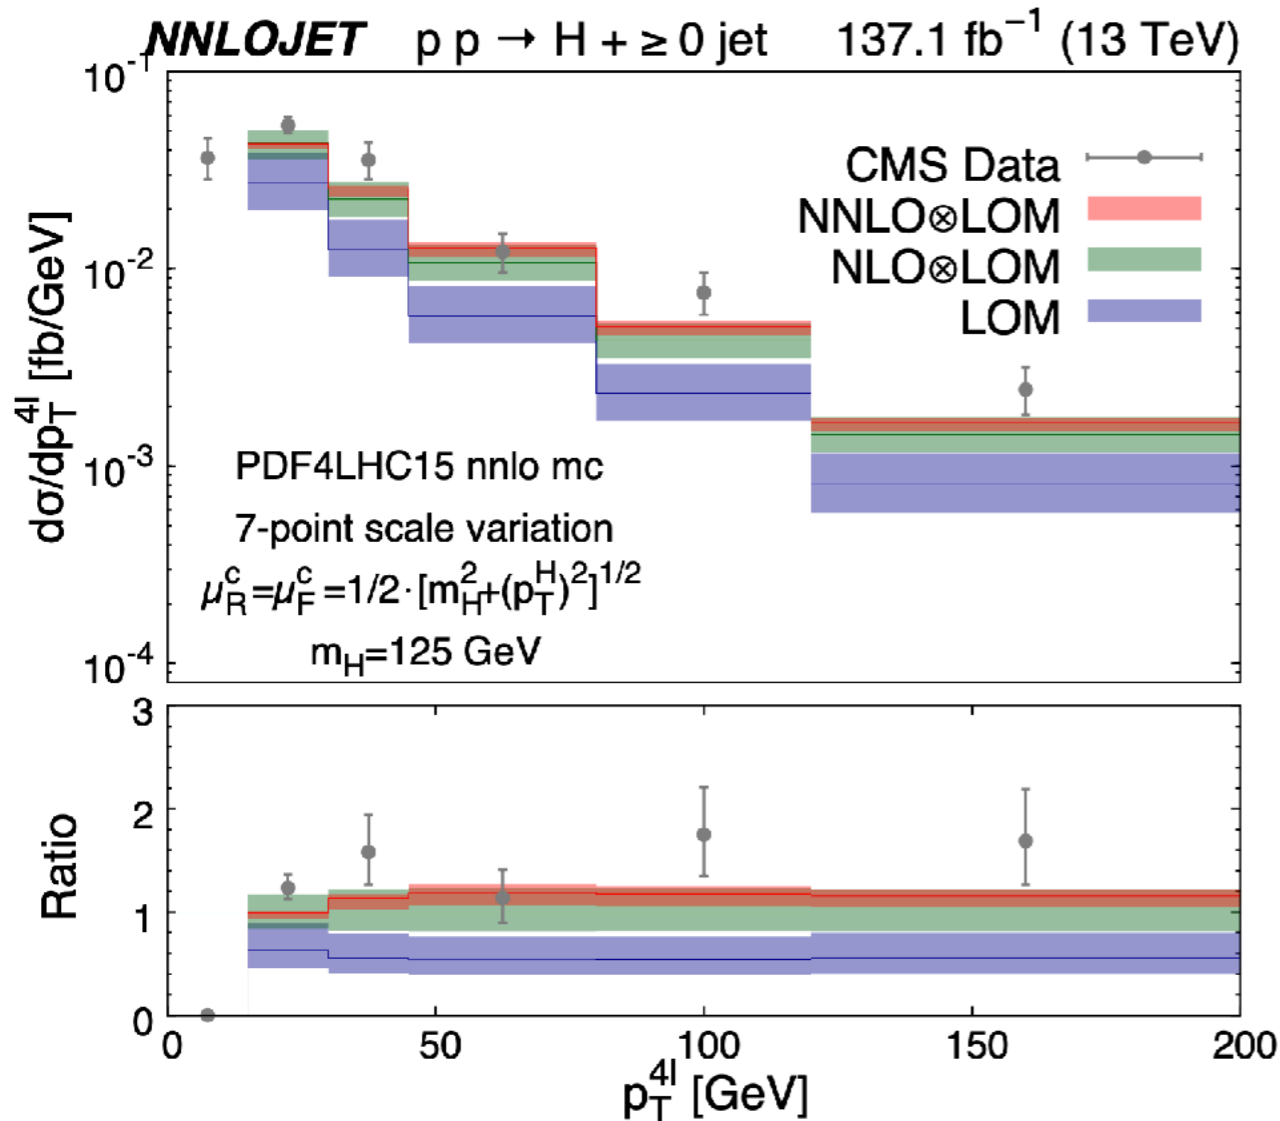 NNLOJET p p → H + ≥ 0 jet 137.1 fb⁻¹ (13 TeV)
10⁻¹
CMS Data
NNLO⊗LOM
NLO⊗LOM
LOM
10⁻²
10⁻³
10⁻⁴
dσ/dp_T^4l [fb/GeV]
PDF4LHC15 nnlo mc
7-point scale variation
μ_R^c=μ_F^c=1/2·[m_H^2+(p_T^H)^2]^1/2
m_H=125 GeV
3
2
1
0
Ratio
0 50 100 150 200
p_T^4l [GeV]